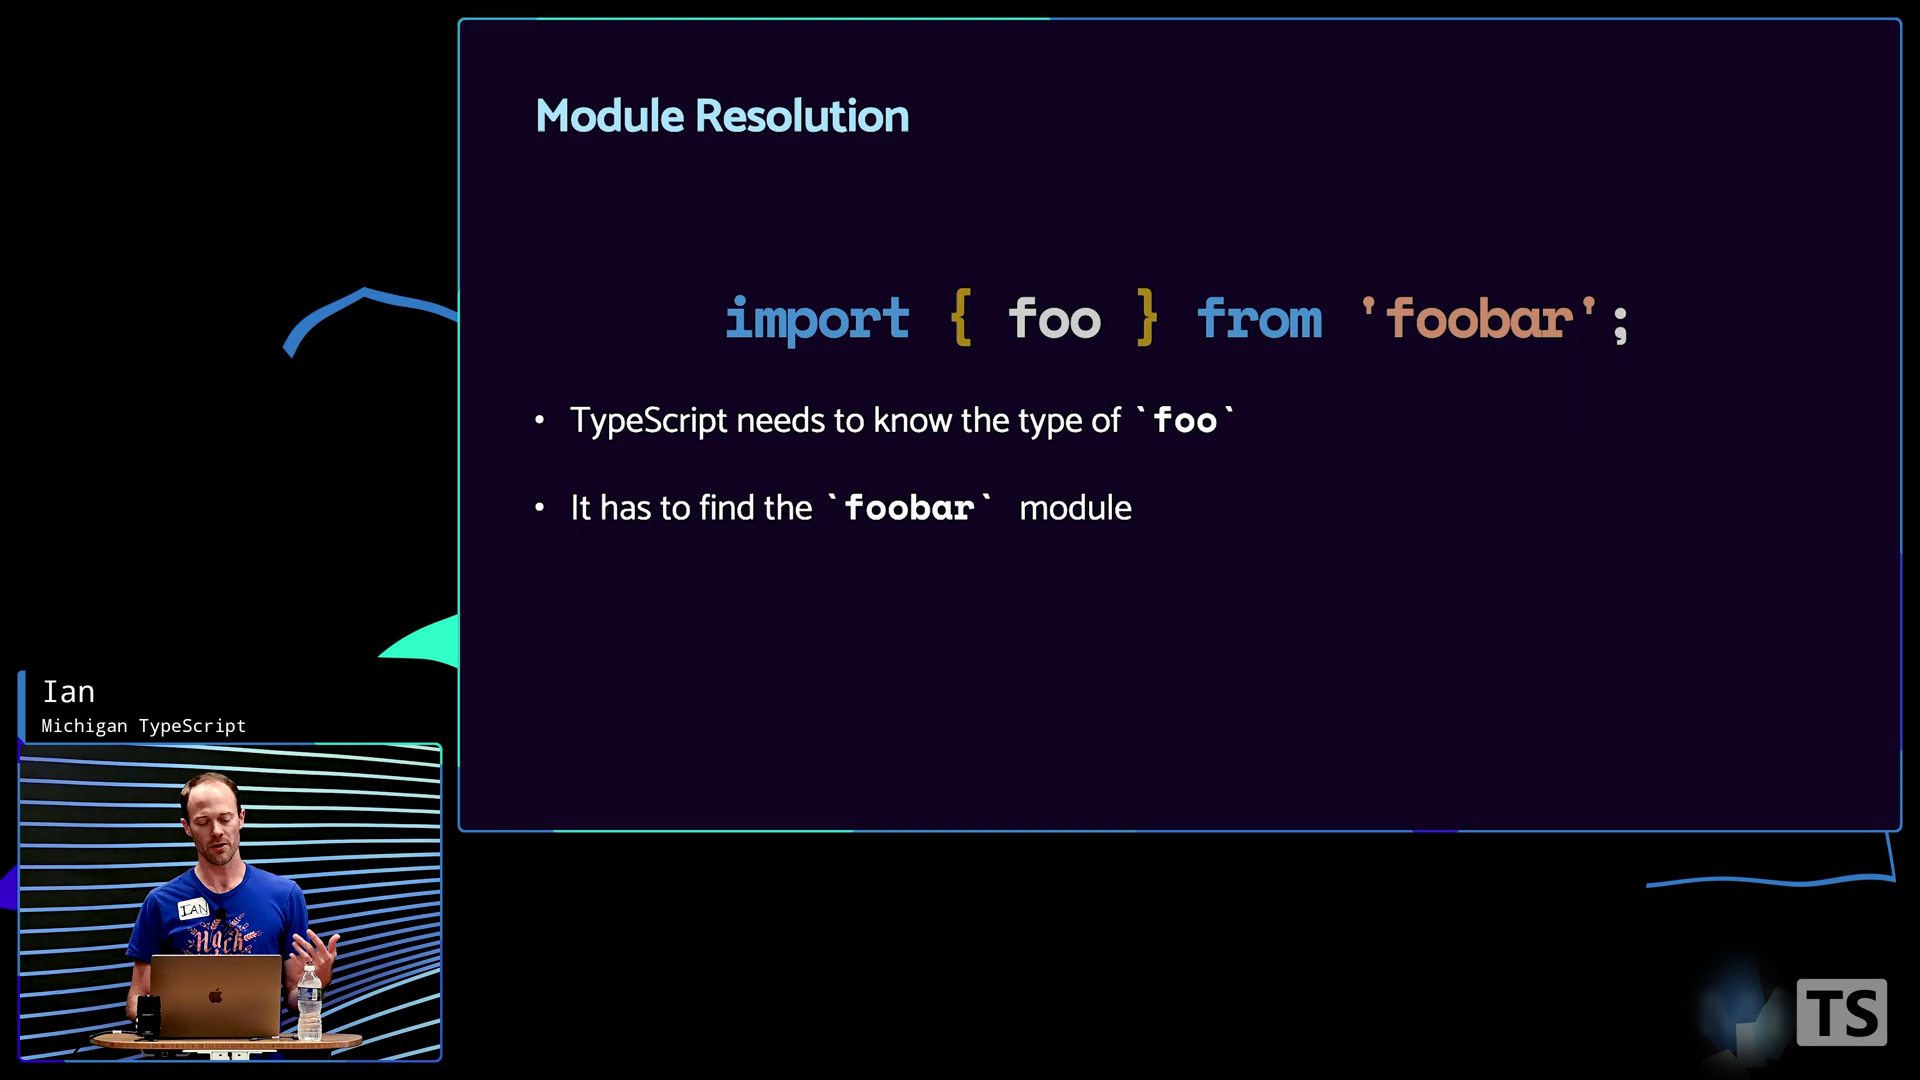 Module Resolution
import { foo } from 'foobar';
• TypeScript needs to know the type of `foo`
• It has to find the `foobar` module
Ian
Michigan TypeScript
IAN
Hack
TS